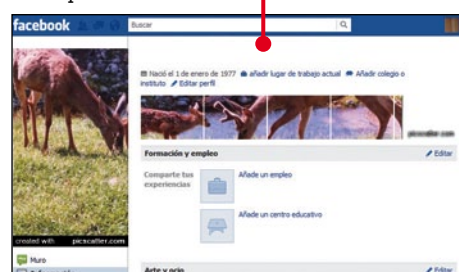 facebook
Buscar
Nació el 1 de enero de 1977 añadir lugar de trabajo actual Añadir colegio o
instituto Editar perfil
Formación y empleo Editar
Comparte tus Añade un empleo
experiencias
Añade un centro educativo
created with picscatter.com
Muro
Arte y ocio Editar